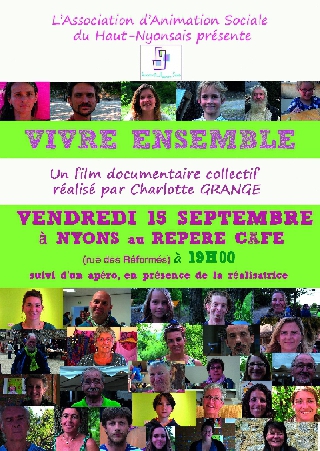 L'Association d'Animation Sociale
du Haut-Nyonsais présente
VIVRE ENSEMBLE
Un film documentaire collectif
réalisé par Charlotte GRANGE
VENDREDI 15 SEPTEMBRE
à NYONS au REPERE CAFE
(rue des Réformés) à 19H00
suivi d'un apéro, en présence de la réalisatrice